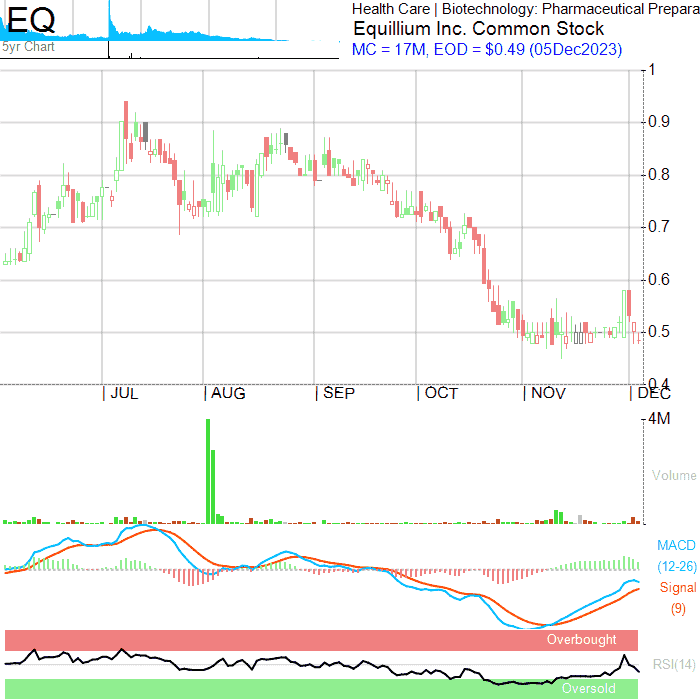 EQ
5yr Chart
Health Care | Biotechnology: Pharmaceutical Prepara
Equillium Inc. Common Stock
MC = 17M, EOD = $0.49 (05Dec2023)
1
0.9
0.8
0.7
0.6
0.5
0.4
| JUL | AUG | SEP | OCT | NOV | DEC
4M
Volume
MACD
(12-26)
Signal
(9)
Overbought
RSI(14)
Oversold